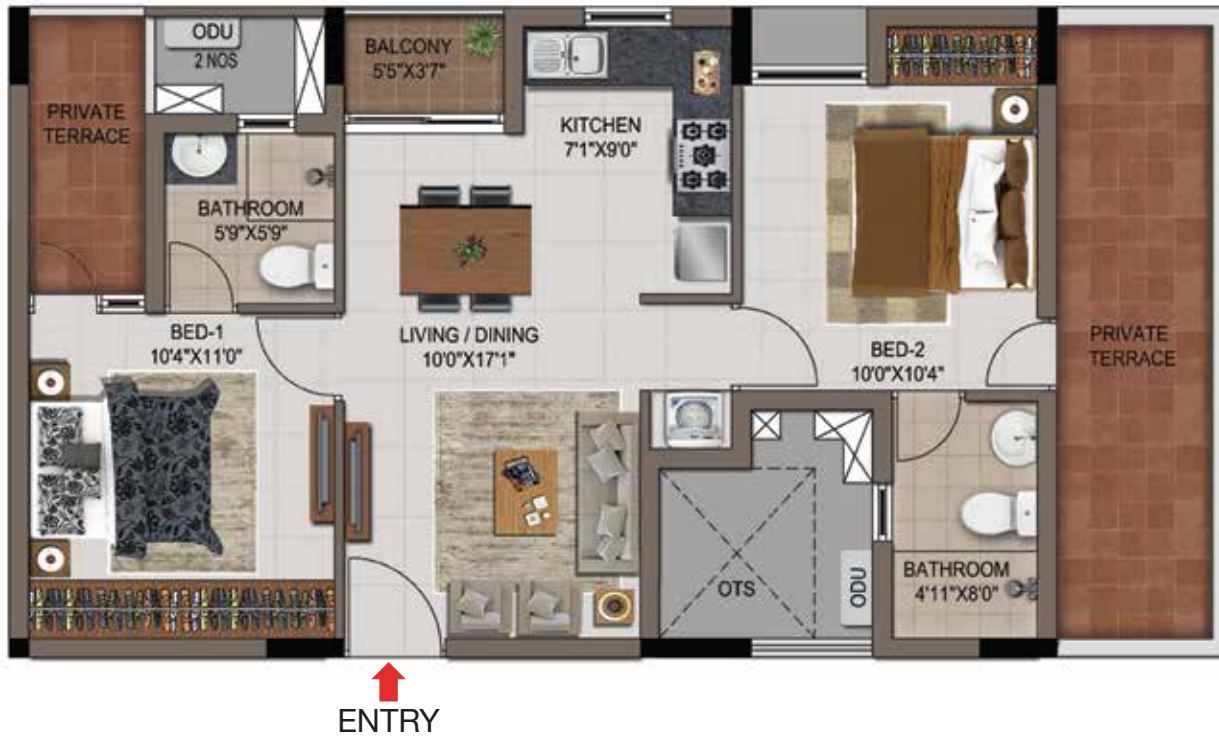 ODU
2 NOS
BALCONY
5'5"X3'7"
PRIVATE
TERRACE
KITCHEN
7'1"X9'0"
BATHROOM
5'9"X5'9"
BED-1
10'4"X11'0"
LIVING / DINING
10'0"X17'1"
BED-2
10'0"X10'4"
PRIVATE
TERRACE
OTS
ODU
BATHROOM
4'11"X8'0"
ENTRY